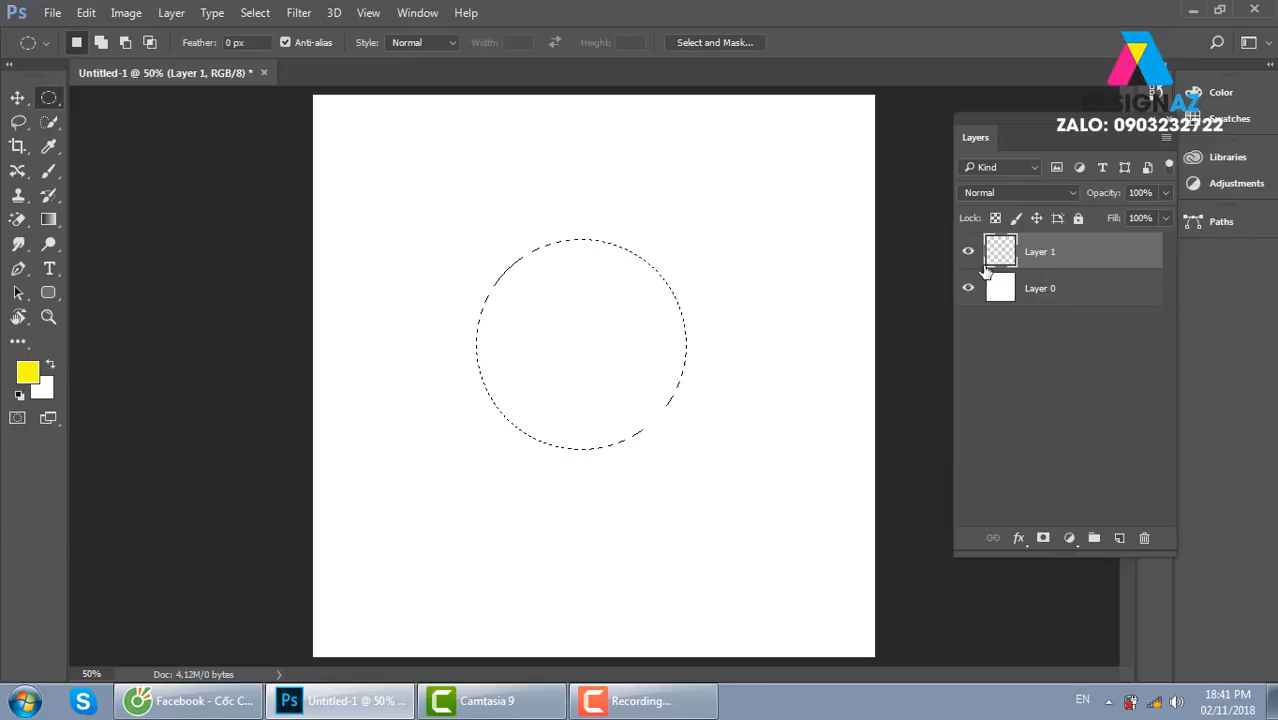 Ps File Edit Image Layer Type Select Filter 3D View Window Help
Feather: 0 px Anti-alias Style: Normal Width: Height: Select and Mask...
Untitled-1 @ 50% (Layer 1, RGB/8) *
DESIGNAZ
ZALO: 0903232722
Color
Swatches
Libraries
Adjustments
Paths
Layers
Kind
Normal Opacity: 100%
Lock: Fill: 100%
Layer 1
Layer 0
fx
50% Doc: 4,12M/0 bytes
Facebook - Cốc C... Ps Untitled-1 @ 50% ... Camtasia 9 Recording...
EN
18:41 PM
02/11/2018